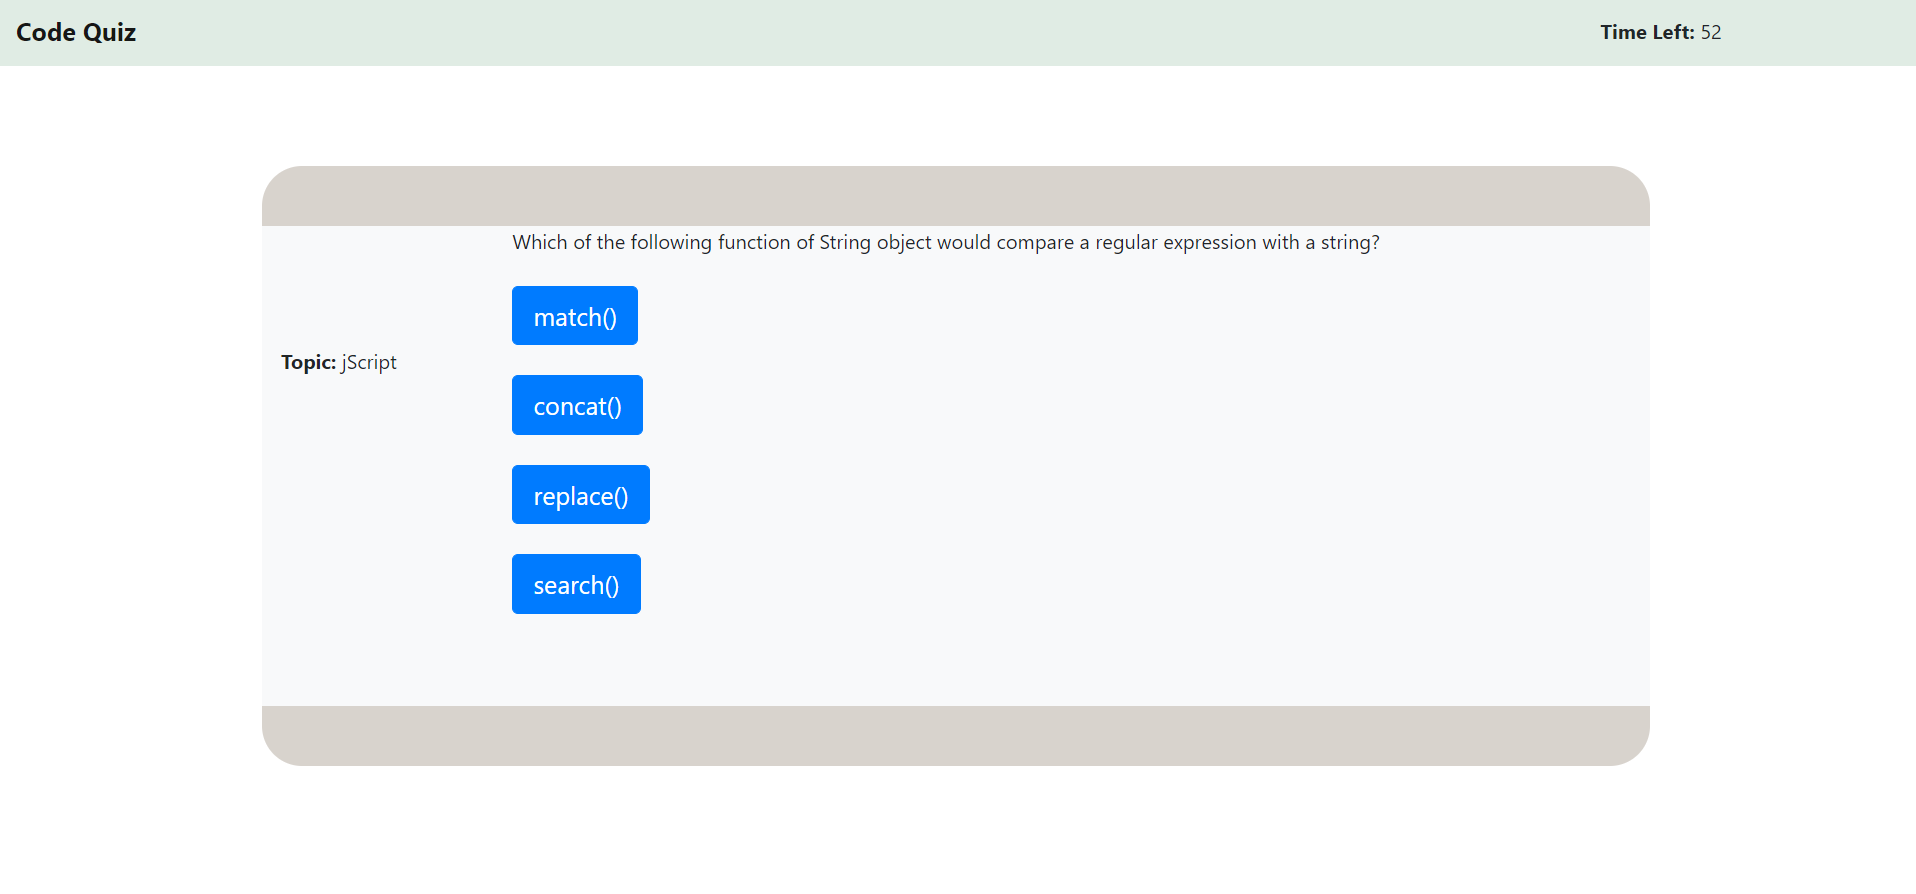 Code Quiz
Time Left: 52
Which of the following function of String object would compare a regular expression with a string?
match()
Topic: jScript
concat()
replace()
search()